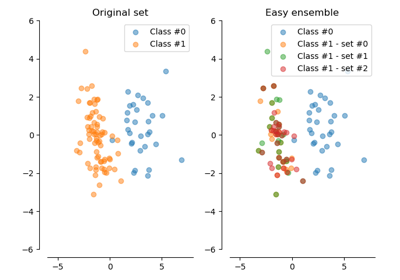 Original set
Easy ensemble
Class #0
Class #1
Class #0
Class #1 - set #0
Class #1 - set #1
Class #1 - set #2
6
4
2
0
−2
−4
−6
−5
0
5
6
4
2
0
−2
−4
−6
−5
0
5